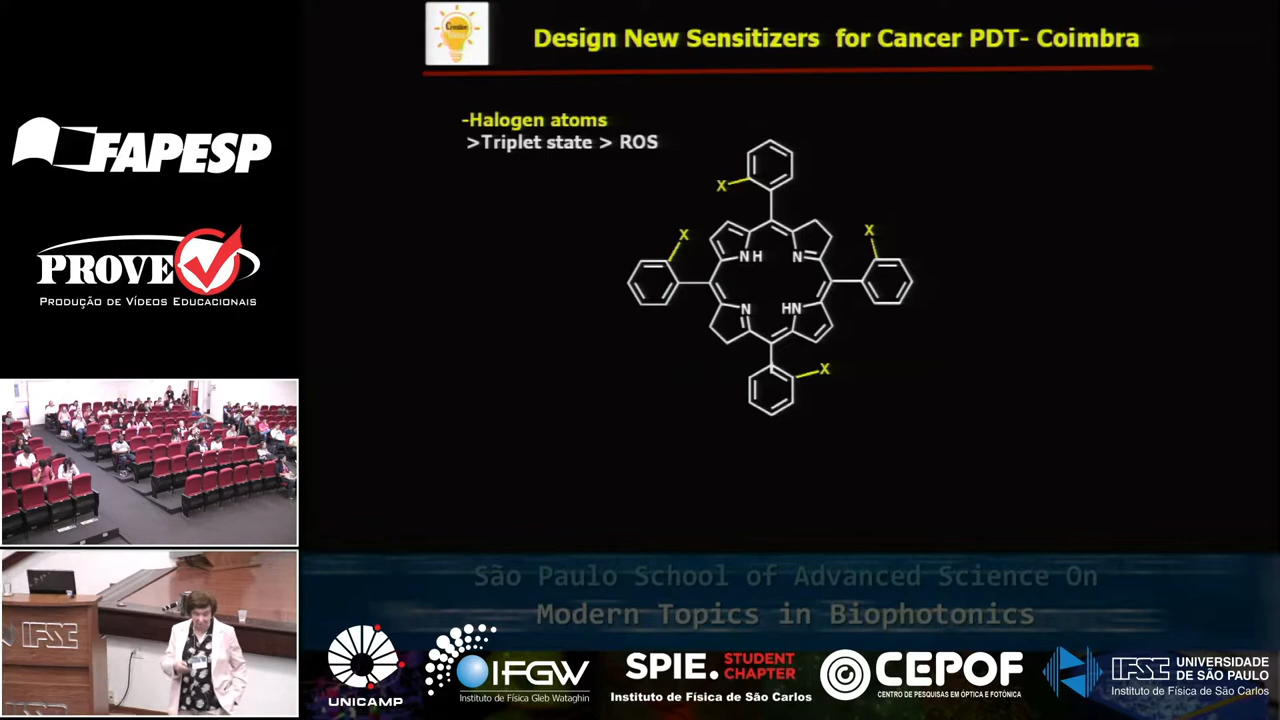 Creative
Design New Sensitizers for Cancer PDT- Coimbra
-Halogen atoms
>Triplet state > ROS
X
X
X
X
NH
N
N
HN
FAPESP
PROVE
PRODUÇÃO DE VÍDEOS EDUCACIONAIS
IFSC
São Paulo School of Advanced Science On
Modern Topics in Biophotonics
UNICAMP
IFGW
Instituto de Física Gleb Wataghin
SPIE. STUDENT CHAPTER
Instituto de Física de São Carlos
CEPOF
CENTRO DE PESQUISAS EM ÓPTICA E FOTÔNICA
IFSC UNIVERSIDADE DE SÃO PAULO
Instituto de Física de São Carlos